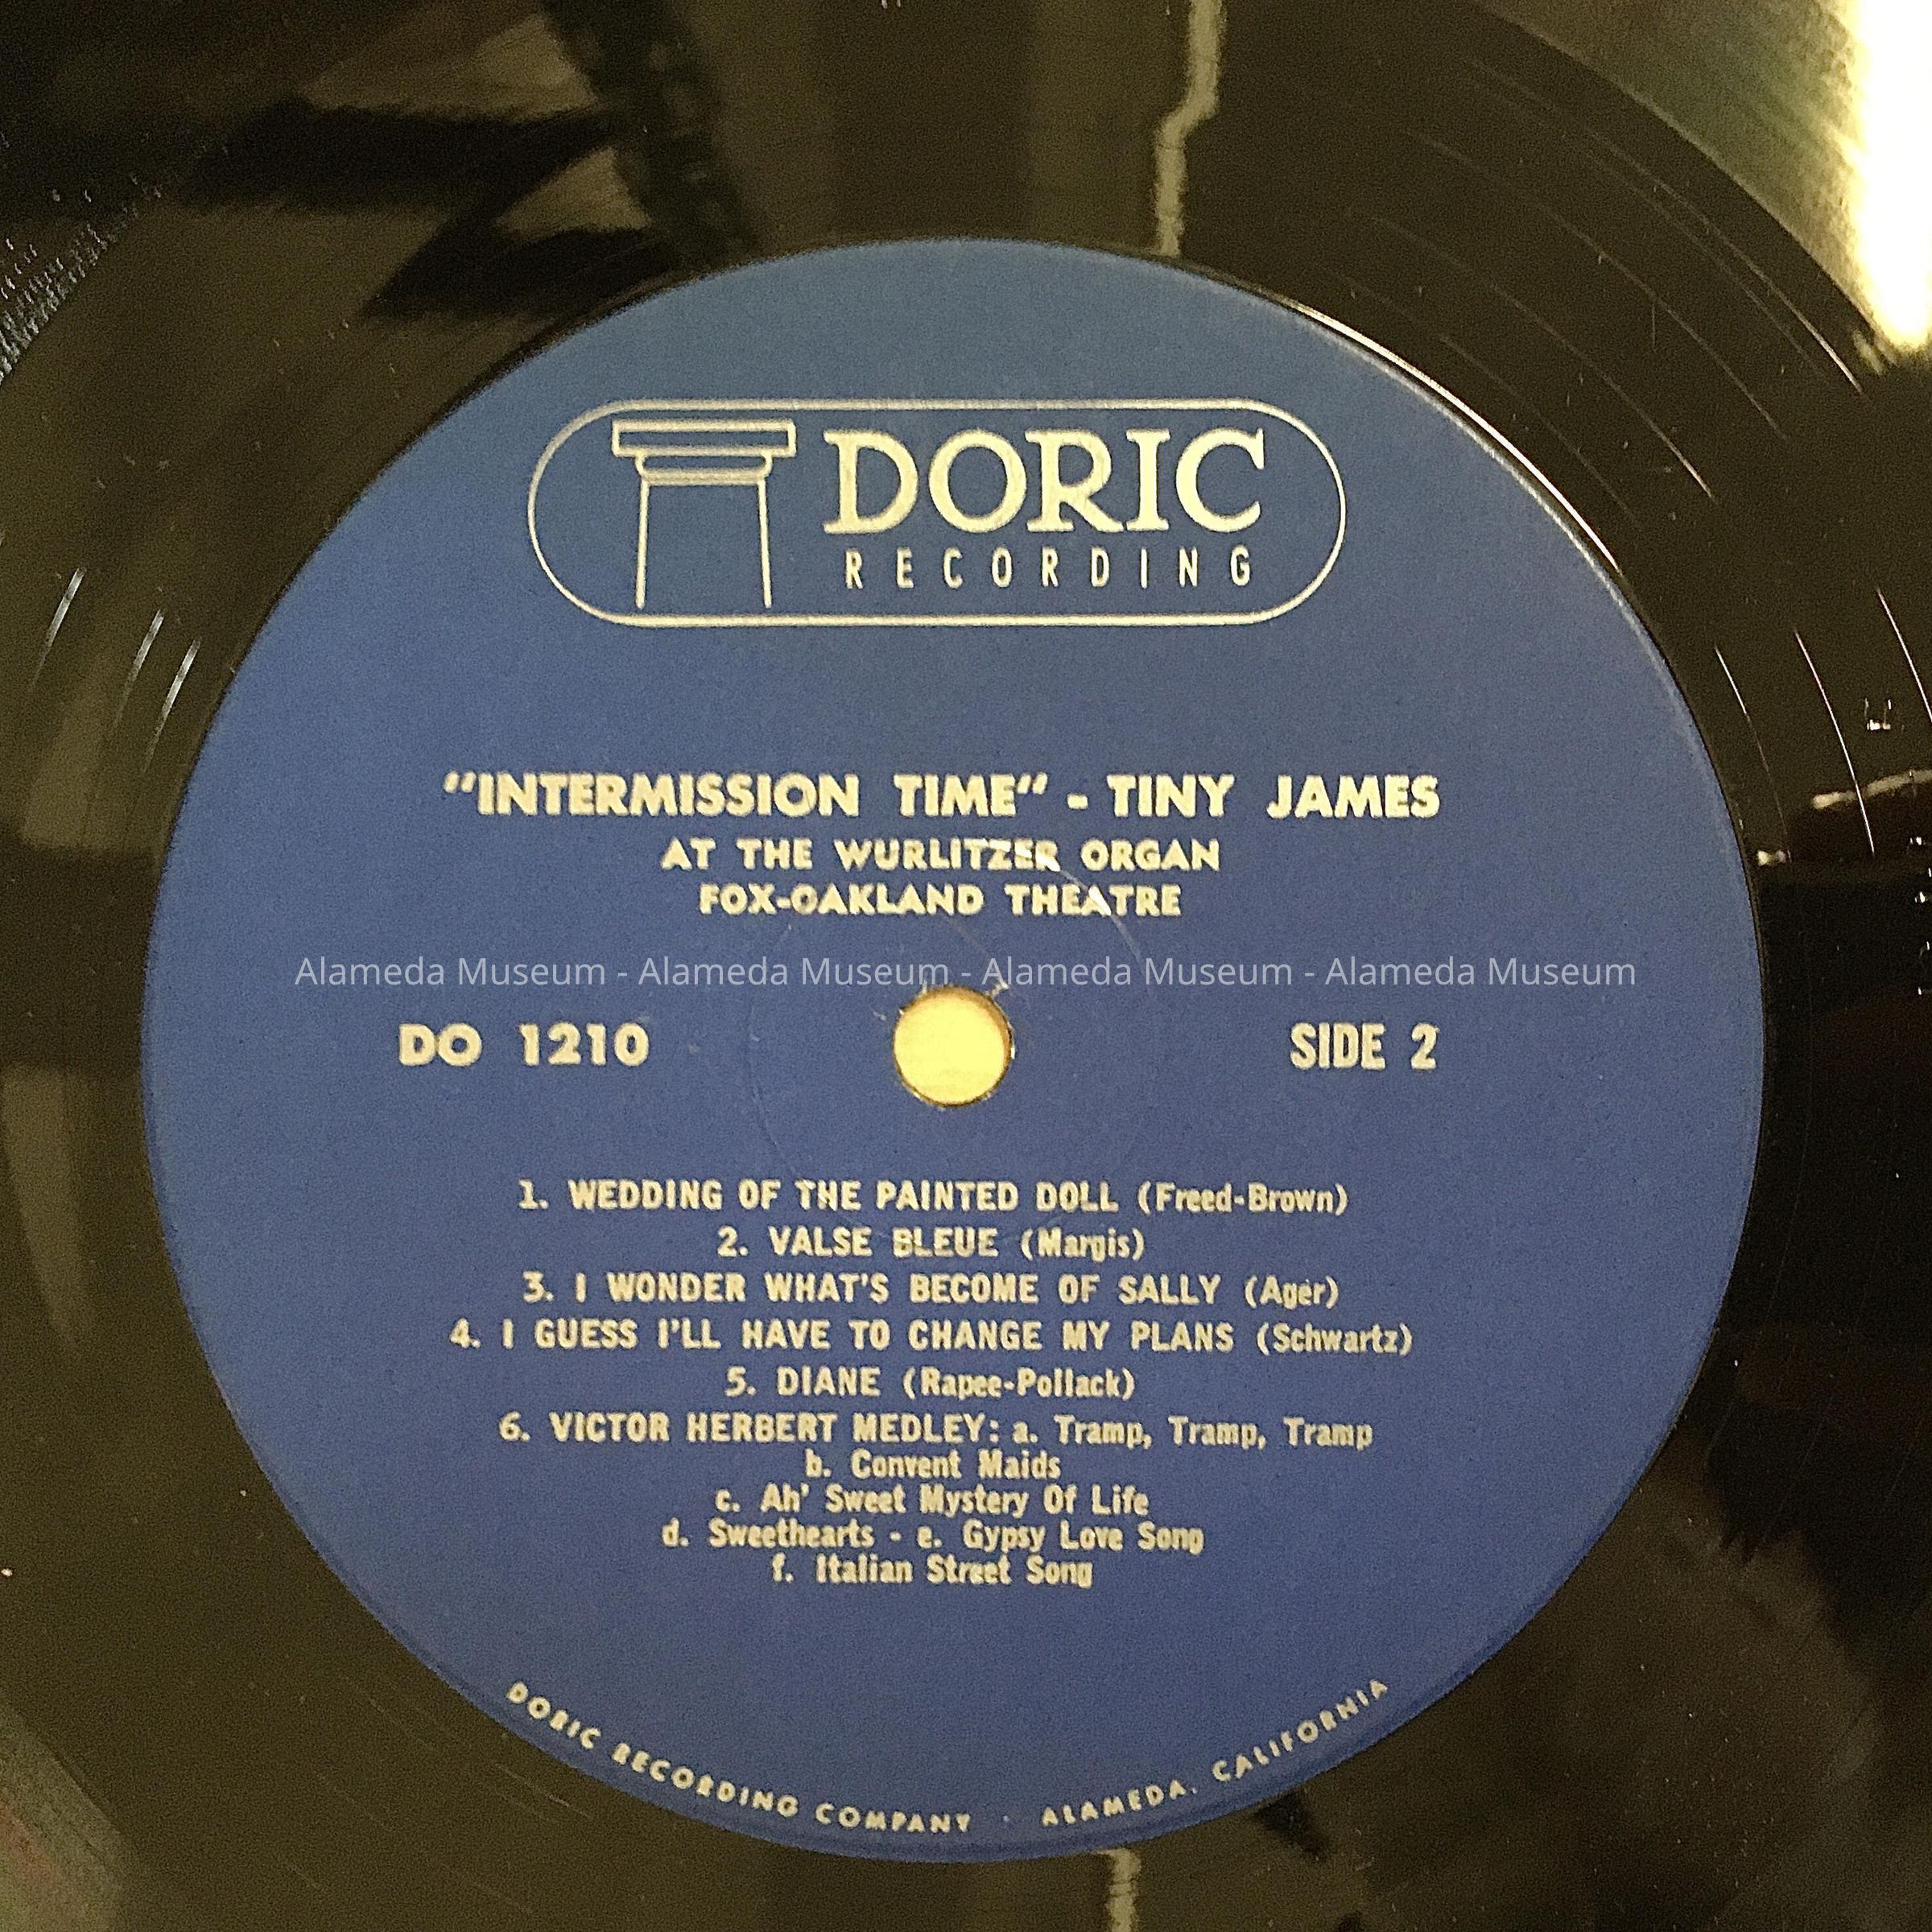 DORIC
RECORDING
"INTERMISSION TIME" - TINY JAMES
AT THE WURLITZER ORGAN
FOX-OAKLAND THEATRE
Alameda Museum - Alameda Museum - Alameda Museum - Alameda Museum
DO 1210
SIDE 2
1. WEDDING OF THE PAINTED DOLL (Freed-Brown)
2. VALSE BLEUE (Margis)
3. I WONDER WHAT'S BECOME OF SALLY (Ager)
4. I GUESS I'LL HAVE TO CHANGE MY PLANS (Schwartz)
5. DIANE (Rapee-Pollack)
6. VICTOR HERBERT MEDLEY: a. Tramp, Tramp, Tramp
b. Convent Maids
c. Ah' Sweet Mystery Of Life
d. Sweethearts - e. Gypsy Love Song
f. Italian Street Song
DORIC RECORDING COMPANY · ALAMEDA, CALIFORNIA